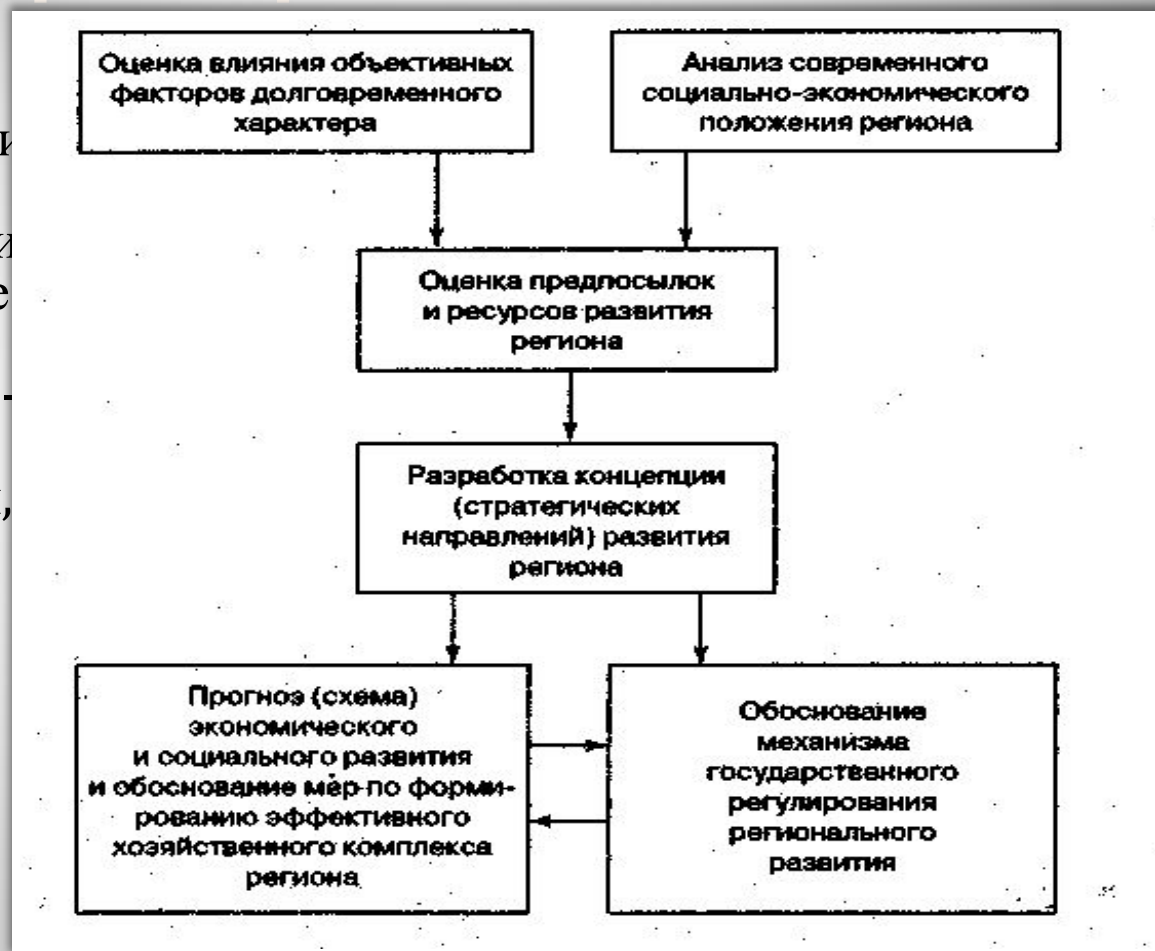 Оценка влияния объективных
факторов долговременного
характера
Анализ современного
социально-экономического
положения региона
Оценка предпосылок
и ресурсов развития
региона
Разработка концепции
(стратегических
направлений) развития
региона
Прогноз (схема)
экономического
и социального развития
и обоснование мер по форми-
рованию эффективного
хозяйственного комплекса
региона
Обоснование
механизма
государственного
регулирования
регионального
развития